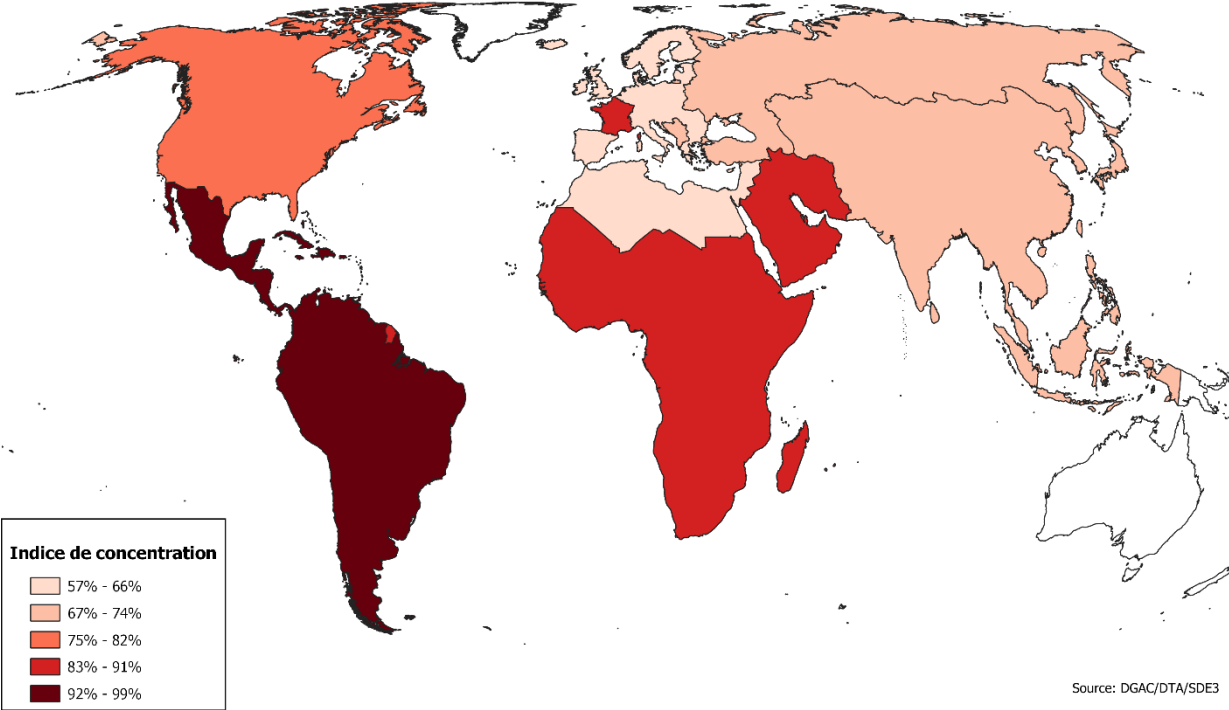 Indice de concentration
57% - 66%
67% - 74%
75% - 82%
83% - 91%
92% - 99%
Source: DGAC/DTA/SDE3